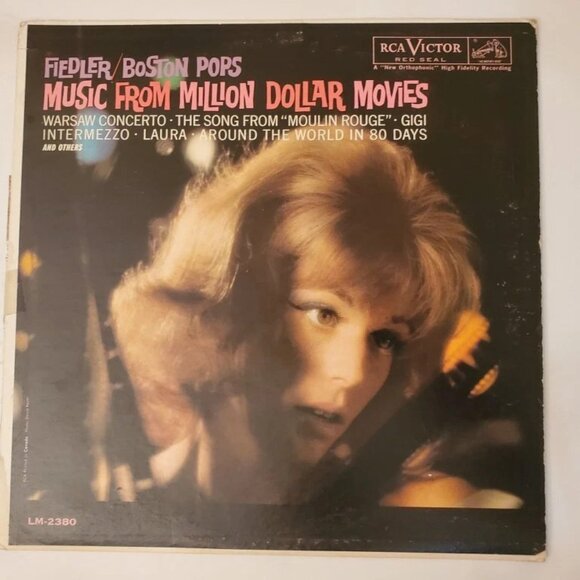 FIEDLER/BOSTON POPS
MUSIC FROM MILLION DOLLAR MOVIES
WARSAW CONCERTO · THE SONG FROM "MOULIN ROUGE" · GIGI
INTERMEZZO · LAURA · AROUND THE WORLD IN 80 DAYS
AND OTHERS
RCA VICTOR
RED SEAL
A "New Orthophonic" High Fidelity Recording
LM-2380